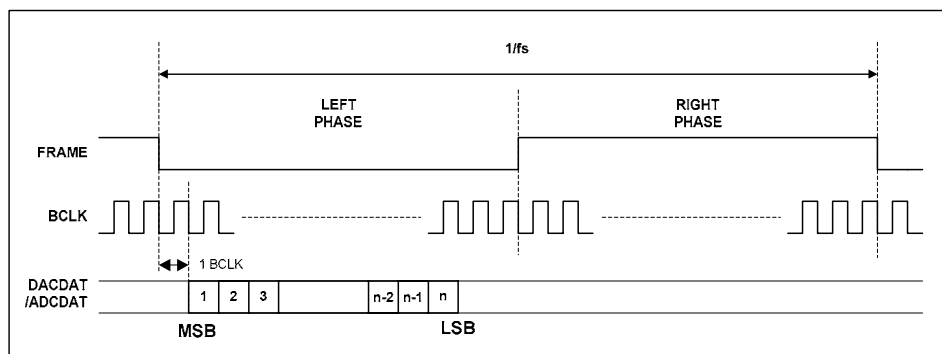 1/fs
LEFT
PHASE
RIGHT
PHASE
FRAME
BCLK
1 BCLK
DACDAT
/ADCDAT
1 2 3 n-2 n-1 n
MSB LSB